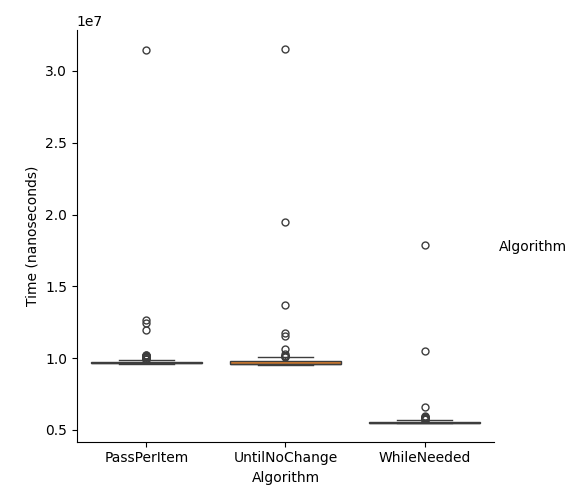 1e7
3.0
2.5
2.0
1.5
1.0
0.5
Time (nanoseconds)
PassPerItem
UntilNoChange
WhileNeeded
Algorithm
Algorithm